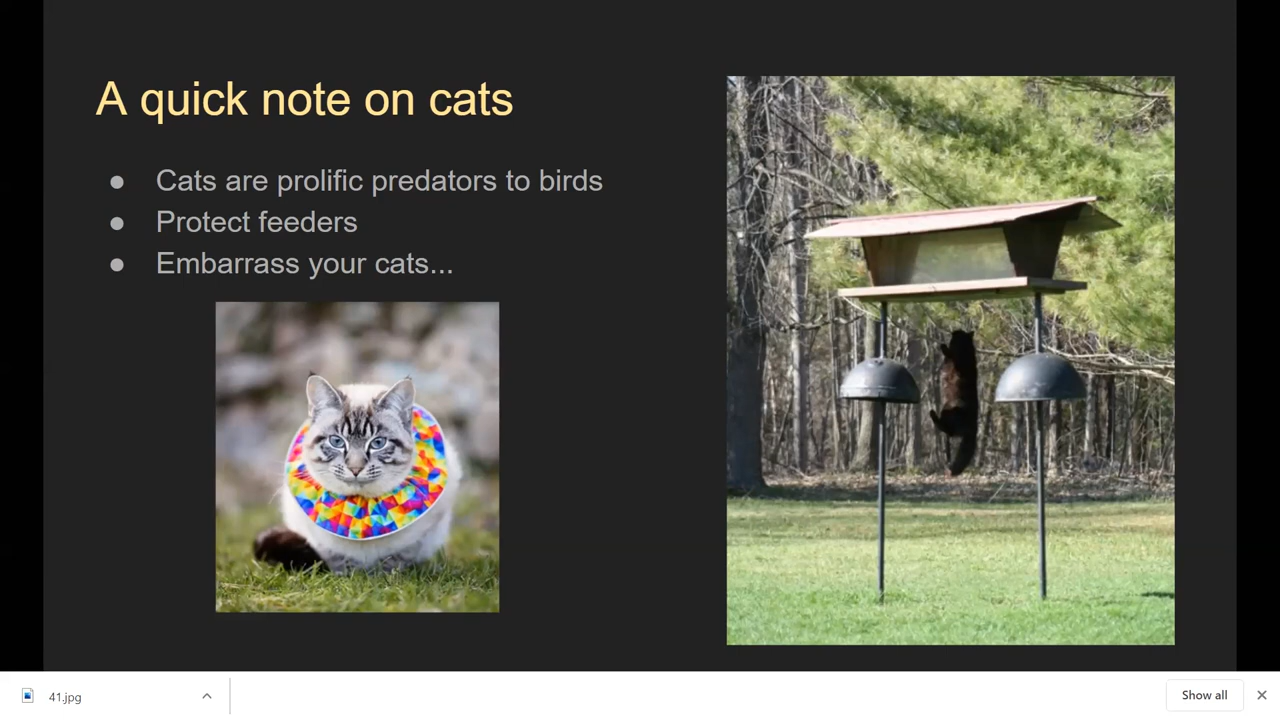 A quick note on cats
● Cats are prolific predators to birds
● Protect feeders
● Embarrass your cats...
41.jpg
Show all